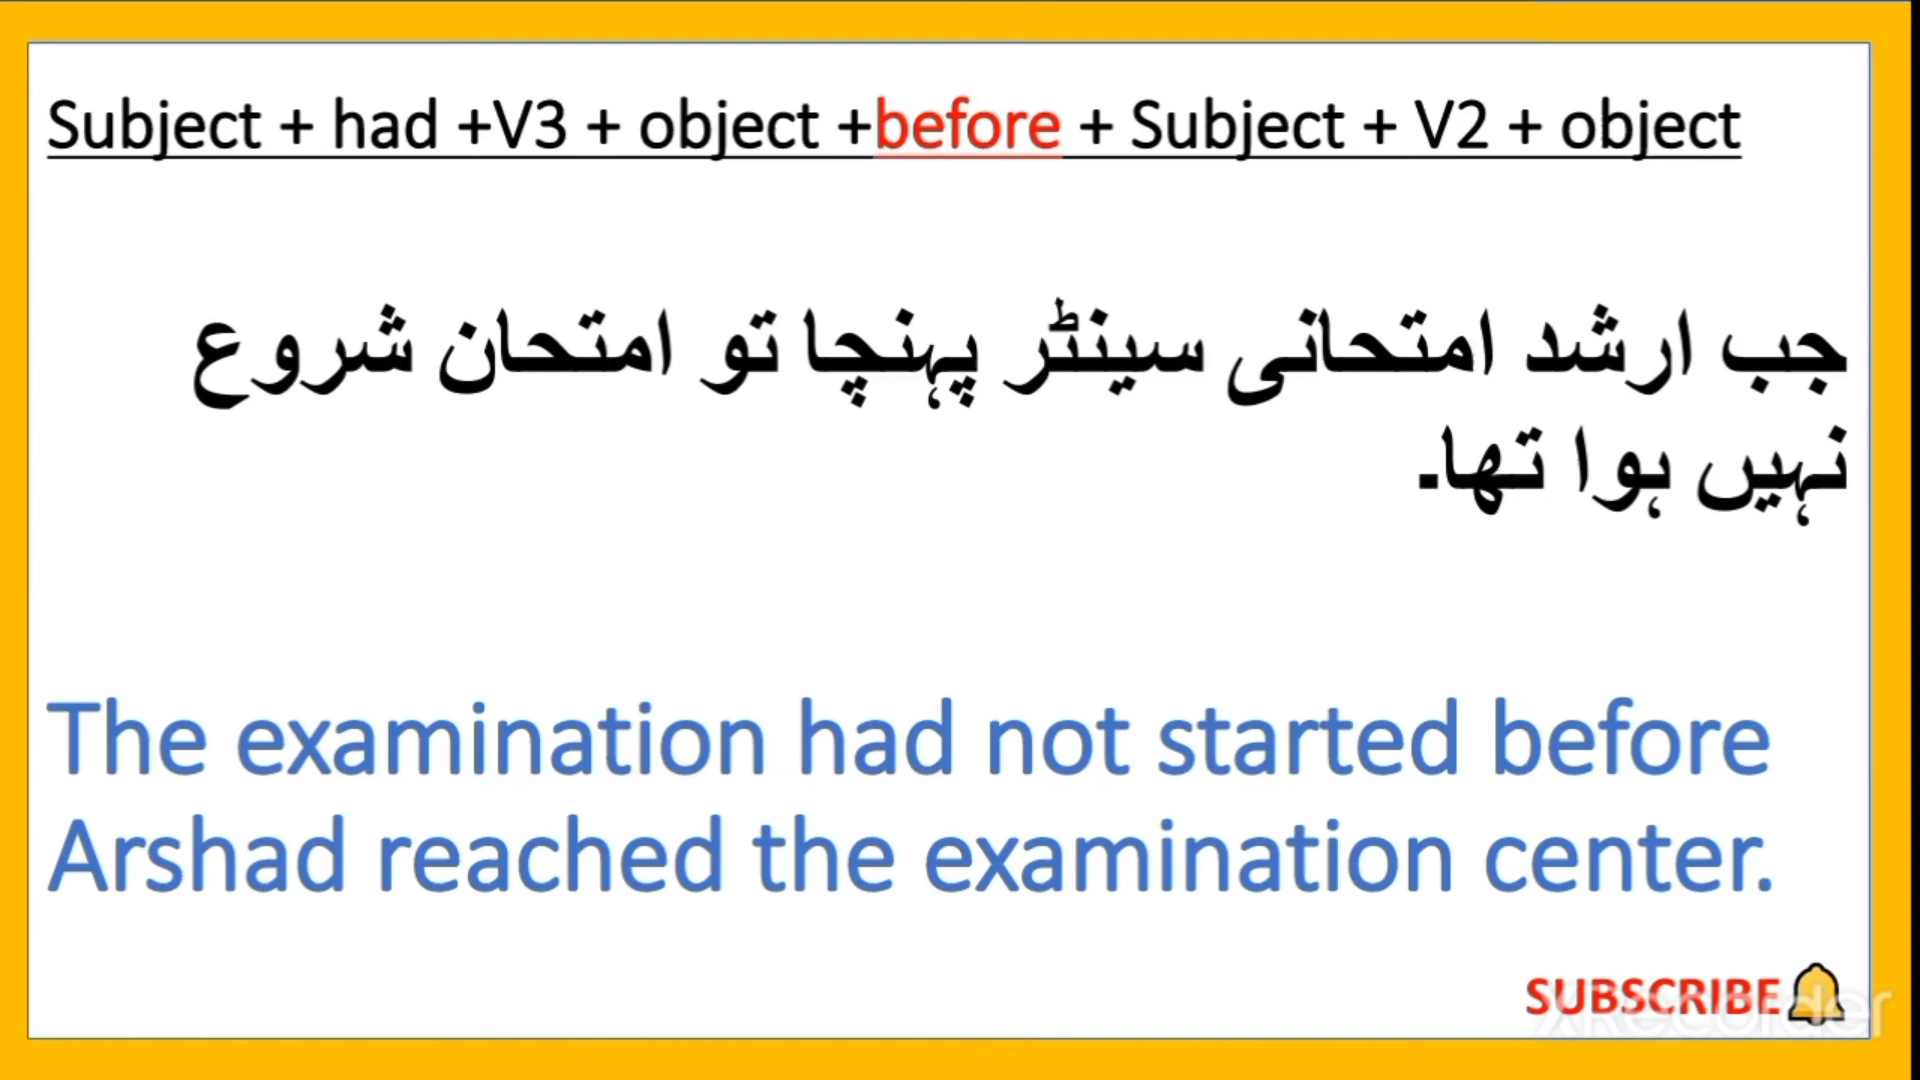 Subject + had +V3 + object +before + Subject + V2 + object
جب ارشد امتحانی سینٹر پہنچا تو امتحان شروع
نہیں ہوا تھا۔
The examination had not started before
Arshad reached the examination center.
SUBSCRIBE
XRecorder